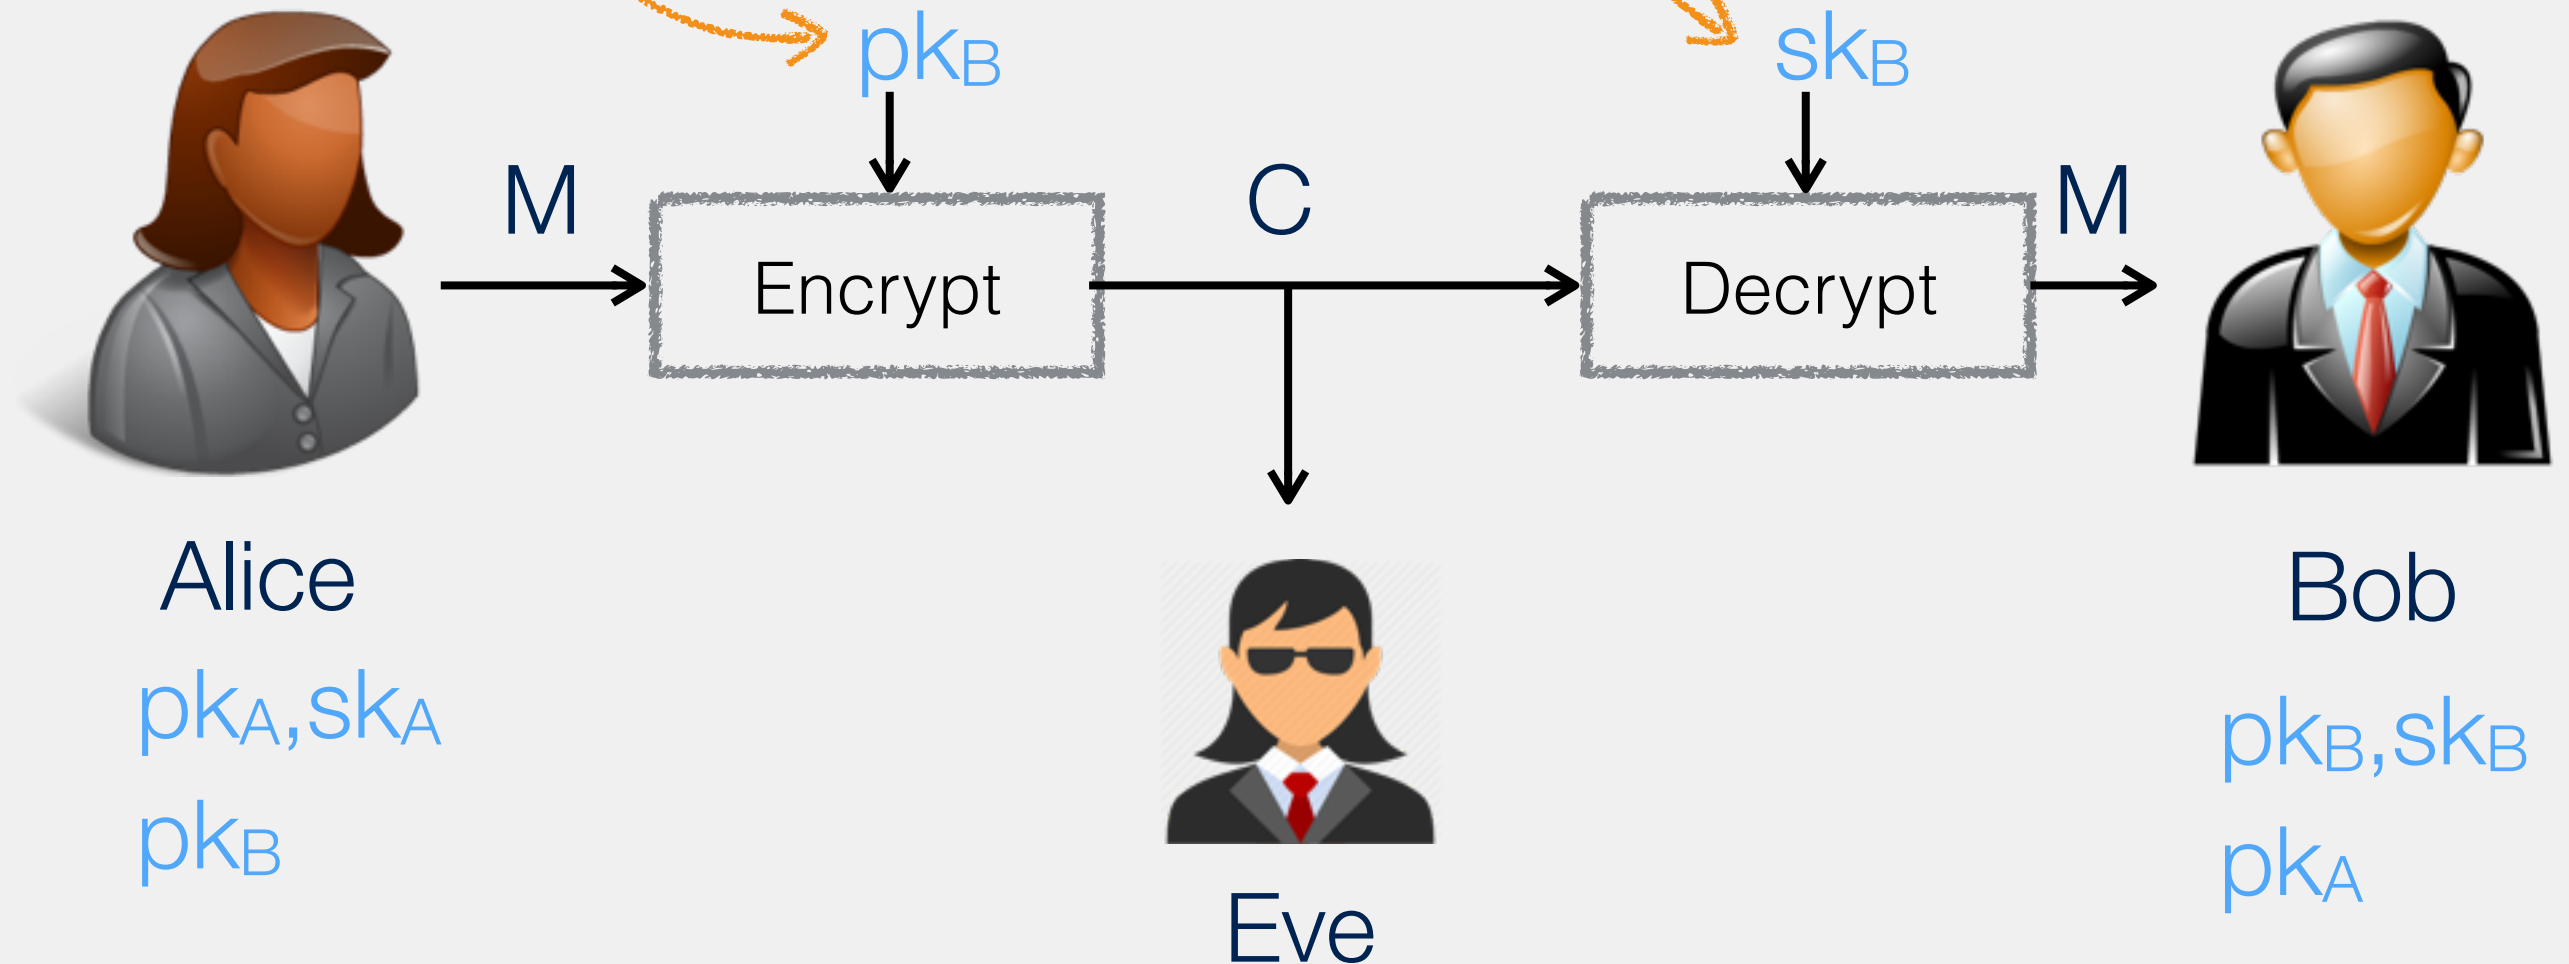 pkB
skB
M
C
M
Encrypt
Decrypt
Alice
Bob
pkA,skA
pkB,skB
pkB
pkA
Eve